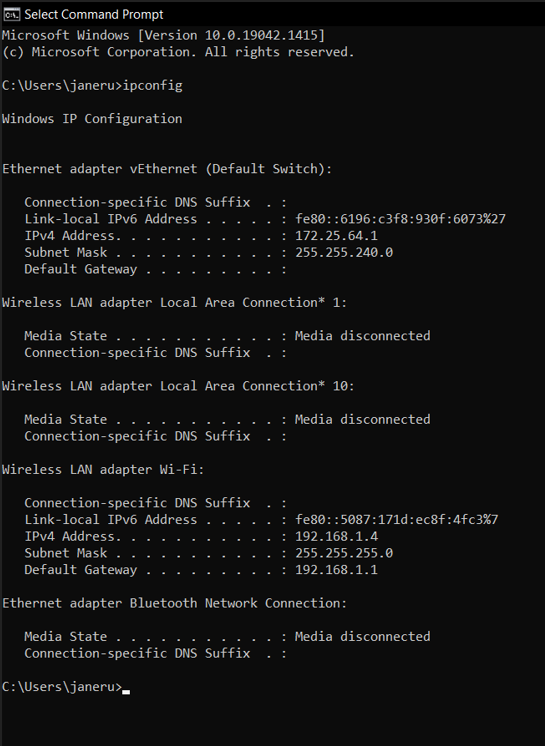 Select Command Prompt
Microsoft Windows [Version 10.0.19042.1415]
(c) Microsoft Corporation. All rights reserved.
C:\Users\janeru>ipconfig
Windows IP Configuration
Ethernet adapter vEthernet (Default Switch):
Connection-specific DNS Suffix . :
Link-local IPv6 Address . . . . . : fe80::6196:c3f8:930f:6073%27
IPv4 Address. . . . . . . . . . . : 172.25.64.1
Subnet Mask . . . . . . . . . . . : 255.255.240.0
Default Gateway . . . . . . . . . :
Wireless LAN adapter Local Area Connection* 1:
Media State . . . . . . . . . . . : Media disconnected
Connection-specific DNS Suffix . :
Wireless LAN adapter Local Area Connection* 10:
Media State . . . . . . . . . . . : Media disconnected
Connection-specific DNS Suffix . :
Wireless LAN adapter Wi-Fi:
Connection-specific DNS Suffix . :
Link-local IPv6 Address . . . . . : fe80::5087:171d:ec8f:4fc3%7
IPv4 Address. . . . . . . . . . . : 192.168.1.4
Subnet Mask . . . . . . . . . . . : 255.255.255.0
Default Gateway . . . . . . . . . : 192.168.1.1
Ethernet adapter Bluetooth Network Connection:
Media State . . . . . . . . . . . : Media disconnected
Connection-specific DNS Suffix . :
C:\Users\janeru>